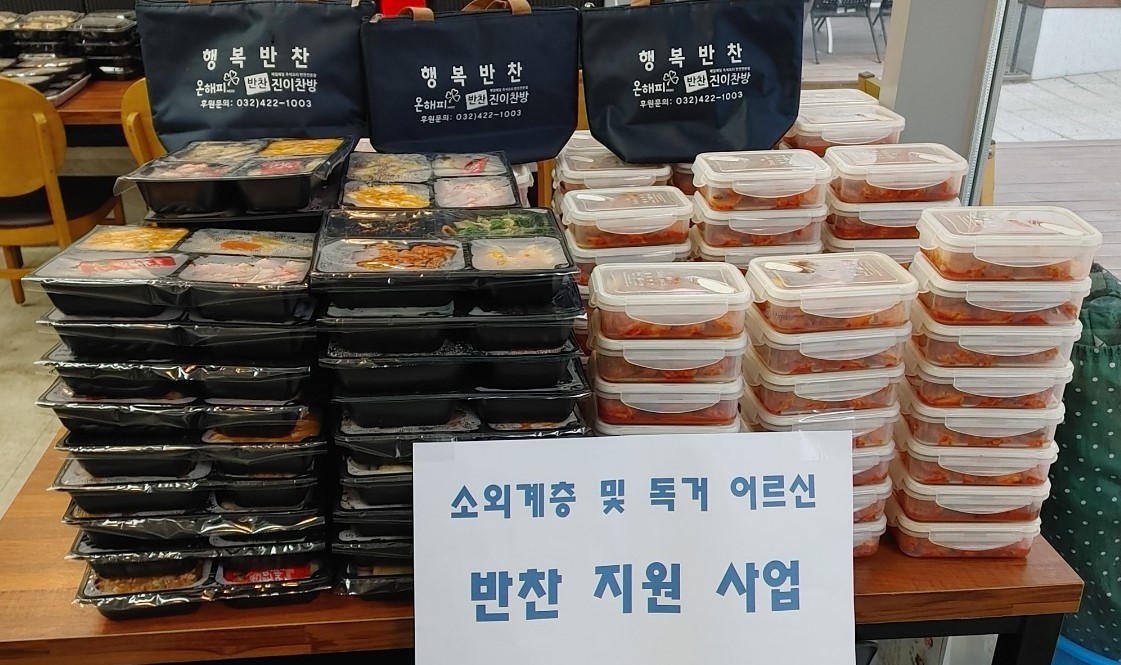 행복반찬
온해피
반찬 진이찬방
후원문의: 032)422-1003
행복반찬
온해피
반찬 진이찬방
후원문의: 032)422-1003
행복반찬
온해피
반찬 진이찬방
후원문의: 032)422-1003
소외계층 및 독거 어르신
반찬 지원 사업